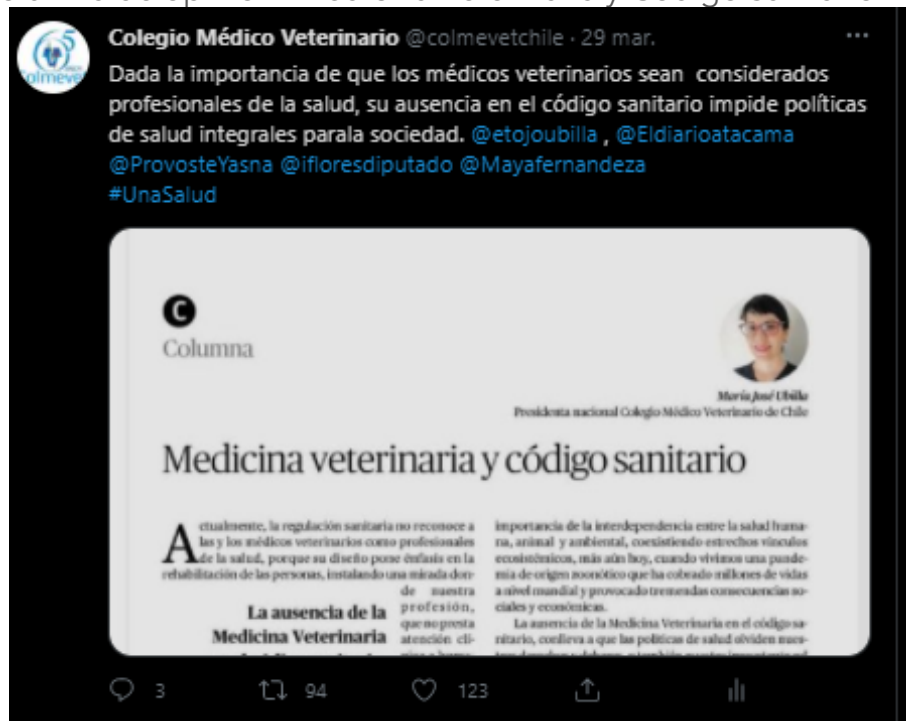 Colegio Médico Veterinario @colmevetchile · 29 mar.
Dada la importancia de que los médicos veterinarios sean considerados
profesionales de la salud, su ausencia en el código sanitario impide políticas
de salud integrales parala sociedad. @etojoubilla , @Eldiarioatacama
@ProvosteYasna @ifloresdiputado @Mayafernandeza
#UnaSalud
C
Columna
María José Ubilla
Presidenta nacional Colegio Médico Veterinario de Chile
Medicina veterinaria y código sanitario
Actualmente, la regulación sanitaria no reconoce a
las y los médicos veterinarios como profesionales
de la salud, porque su diseño pone énfasis en la
rehabilitación de las personas, instalando una mirada don-
de nuestra
profesión,
que no presta
atención clí-
La ausencia de la
Medicina Veterinaria
importancia de la interdependencia entre la salud huma-
na, animal y ambiental, coexistiendo estrechos vínculos
ecosistémicos, más aún hoy, cuando vivimos una pande-
mia de origen zoonótico que ha cobrado millones de vidas
a nivel mundial y provocado tremendas consecuencias so-
ciales y económicas.
La ausencia de la Medicina Veterinaria en el código sa-
nitario, conlleva a que las políticas de salud olviden nues-
3
94
123